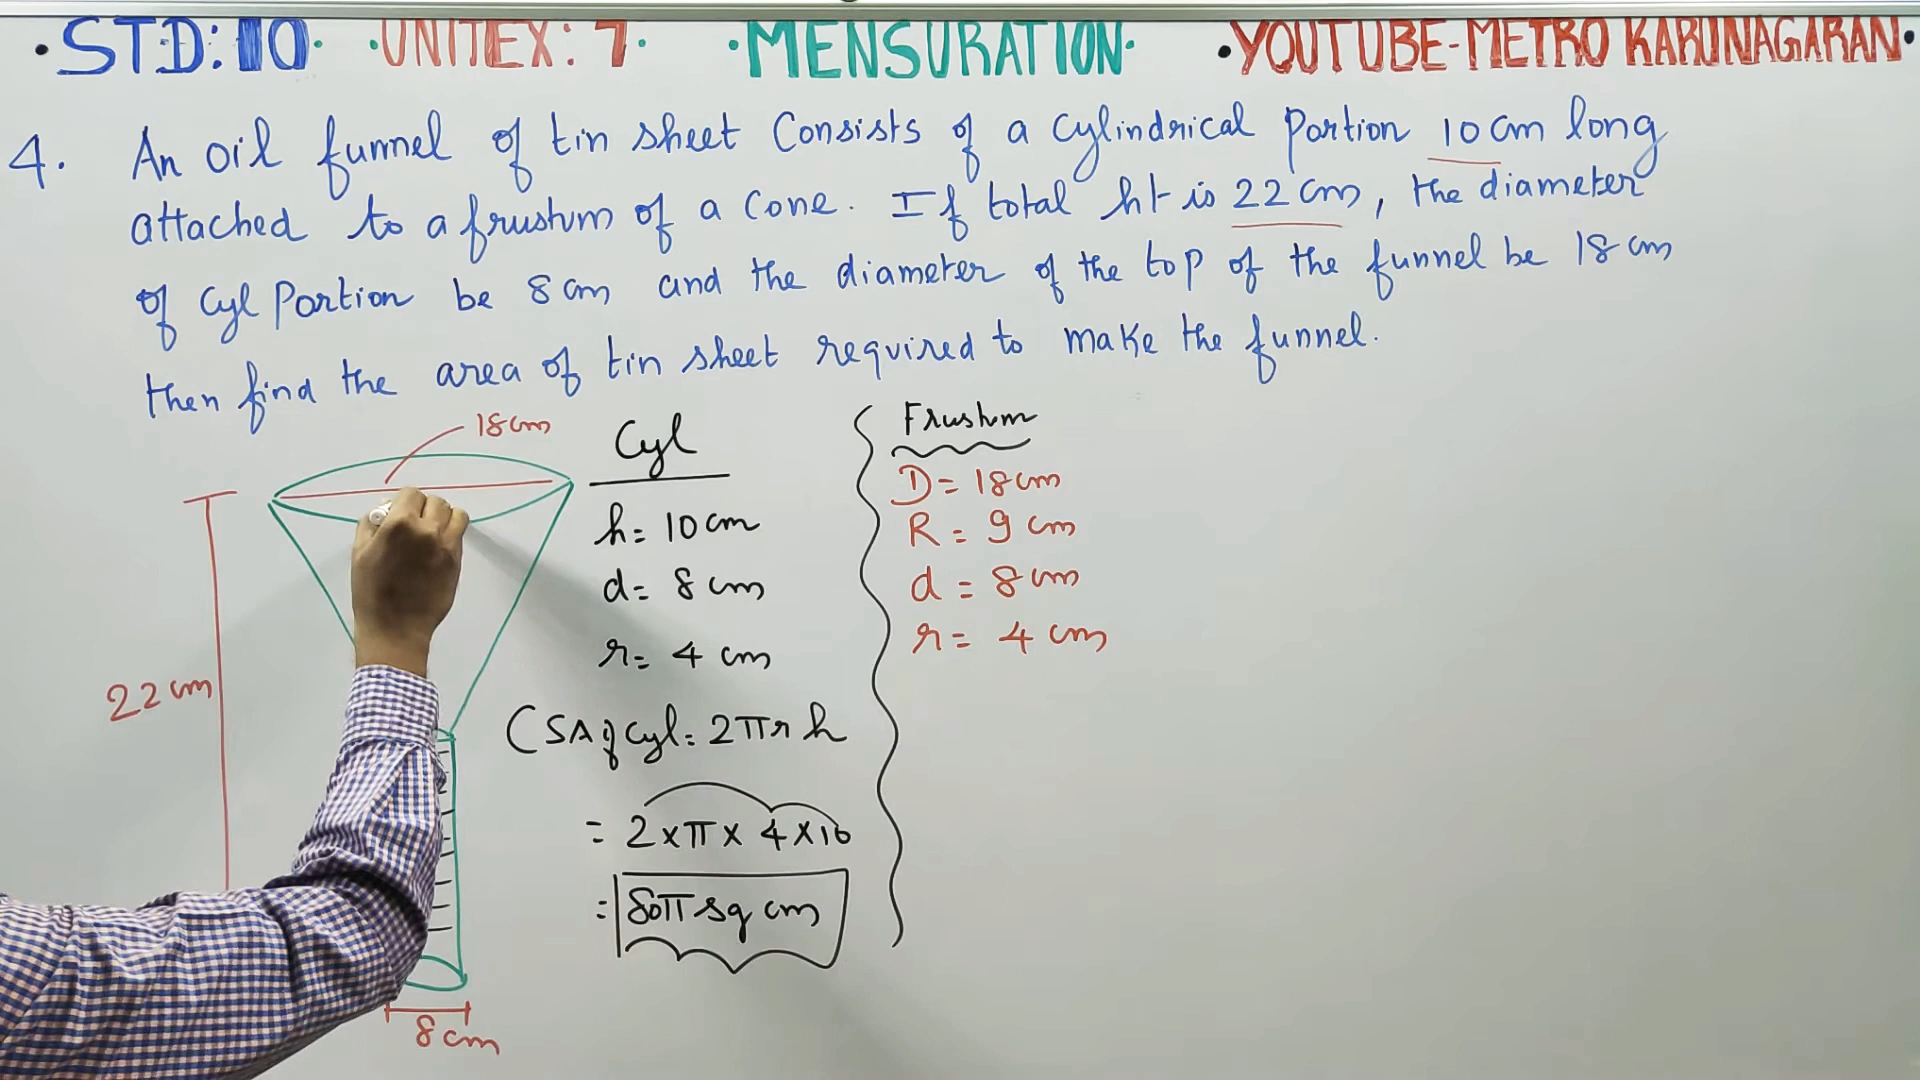 •STD:10• •UNITEX: 7• •MENSURATION• •YOUTUBE-METRO KARUNAGARAN•
4. An oil funnel of tin sheet Consists of a Cylindrical Portion 10 cm long
attached to a frustum of a Cone. If total ht is 22 cm, the diameter
of Cyl Portion be 8 cm and the diameter of the top of the funnel be 18 cm
then find the area of tin sheet required to make the funnel.
18 cm
22 cm
8 cm
Cyl
h = 10 cm
d = 8 cm
r = 4 cm
CSA of Cyl = 2πrh
= 2×π×4×10
= 80π sq cm
Frustum
D = 18 cm
R = 9 cm
d = 8 cm
r = 4 cm